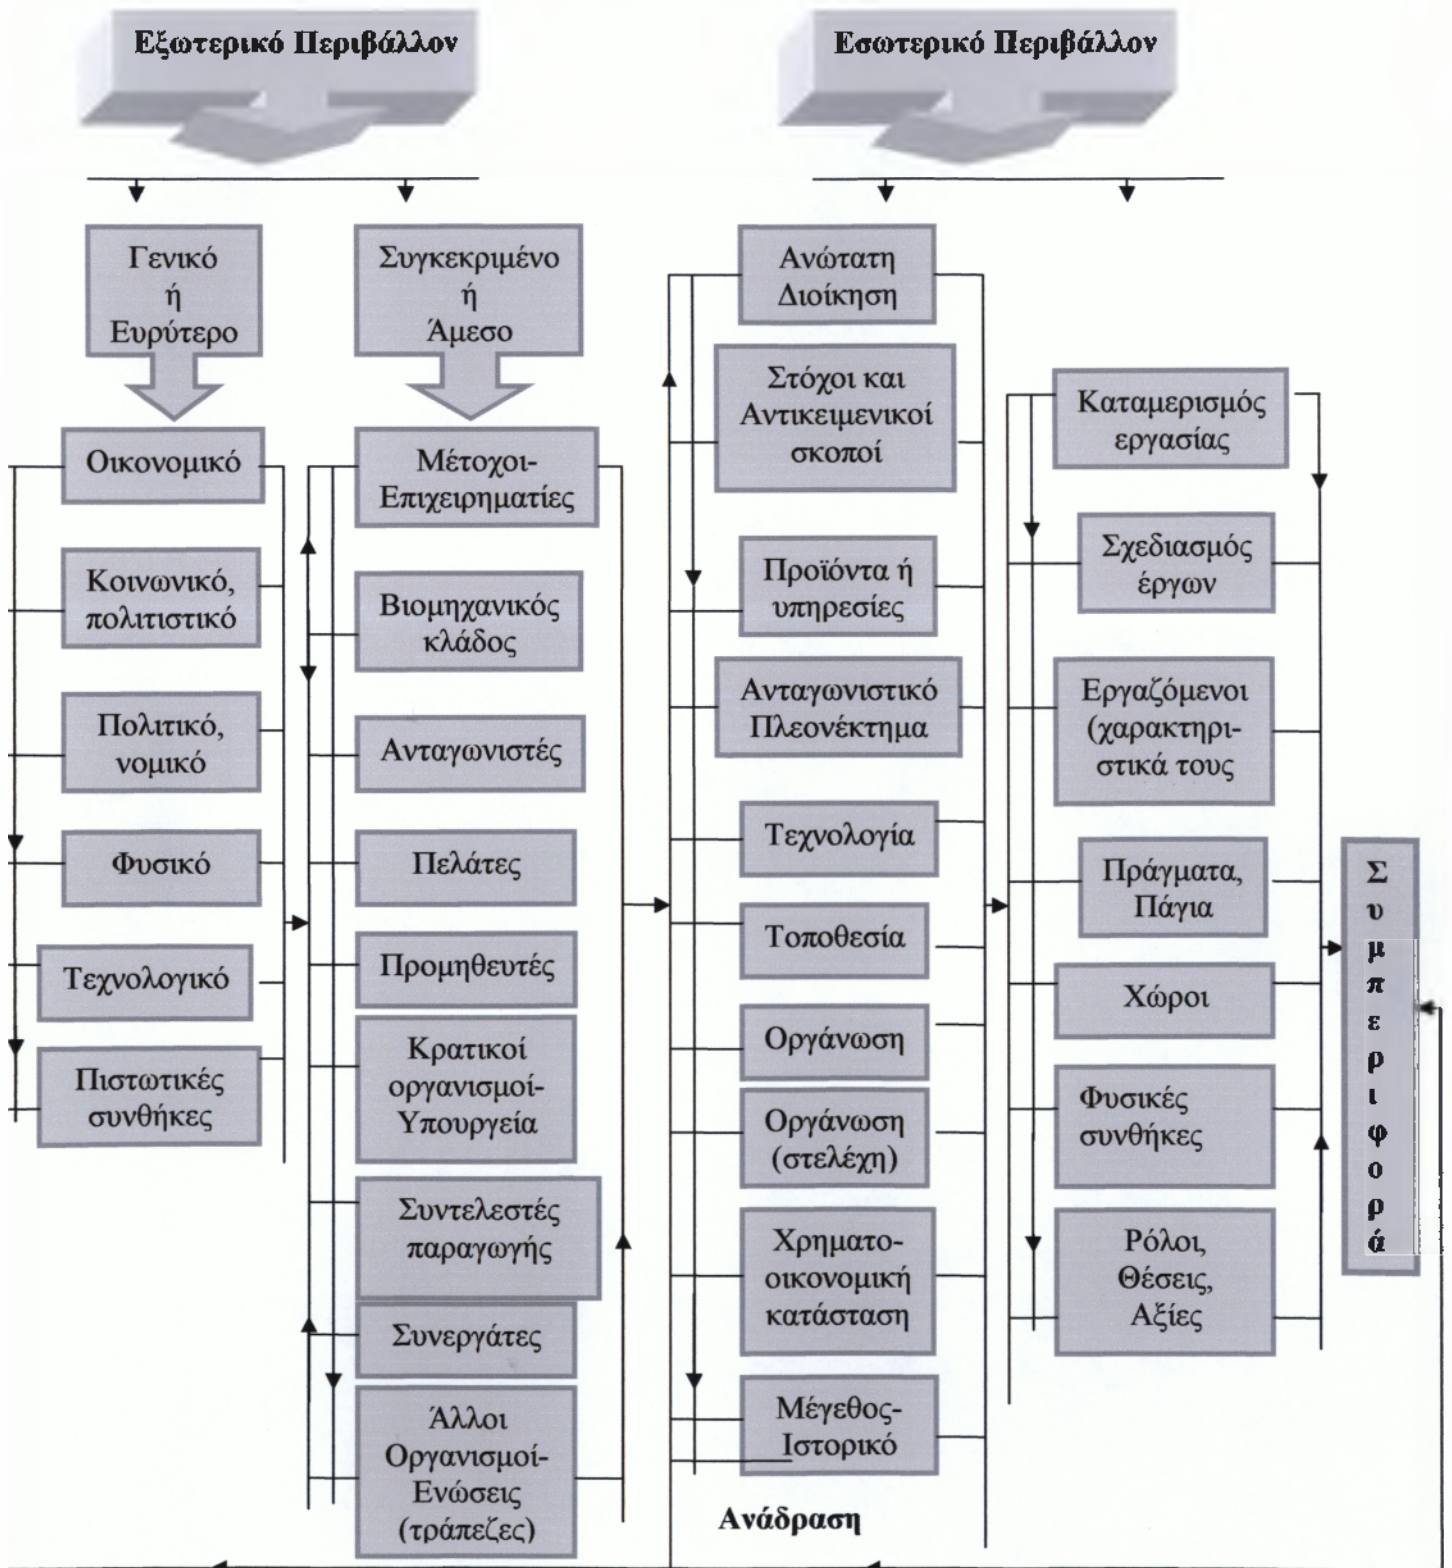 Εξωτερικό Περιβάλλον
Εσωτερικό Περιβάλλον
Γενικό
ή
Ευρύτερο
Συγκεκριμένο
ή
Άμεσο
Οικονομικό
Κοινωνικό,
πολιτιστικό
Πολιτικό,
νομικό
Φυσικό
Τεχνολογικό
Πιστωτικές
συνθήκες
Μέτοχοι-
Επιχειρηματίες
Βιομηχανικός
κλάδος
Ανταγωνιστές
Πελάτες
Προμηθευτές
Κρατικοί
οργανισμοί-
Υπουργεία
Συντελεστές
παραγωγής
Συνεργάτες
Άλλοι
Οργανισμοί-
Ενώσεις
(τράπεζες)
Ανώτατη
Διοίκηση
Στόχοι και
Αντικειμενικοί
σκοποί
Προϊόντα ή
υπηρεσίες
Ανταγωνιστικό
Πλεονέκτημα
Τεχνολογία
Τοποθεσία
Οργάνωση
Οργάνωση
(στελέχη)
Χρηματο-
οικονομική
κατάσταση
Μέγεθος-
Ιστορικό
Καταμερισμός
εργασίας
Σχεδιασμός
έργων
Εργαζόμενοι
(χαρακτηρι-
στικά τους
Πράγματα,
Πάγια
Χώροι
Φυσικές
συνθήκες
Ρόλοι,
Θέσεις,
Αξίες
Συμπεριφορά
Ανάδραση